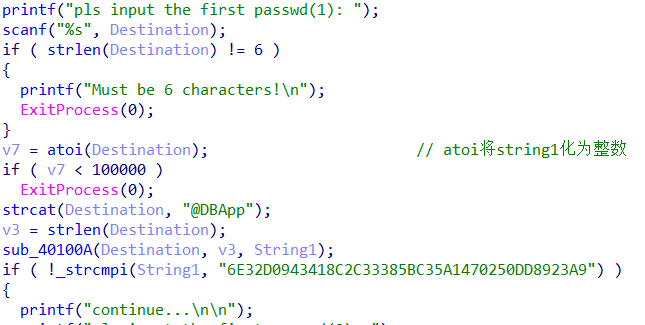 printf("pls input the first passwd(1): ");
scanf("%s", Destination);
if ( strlen(Destination) != 6 )
{
  printf("Must be 6 characters!\n");
  ExitProcess(0);
}
v7 = atoi(Destination);                          // atoi将string1化为整数
if ( v7 < 100000 )
  ExitProcess(0);
strcat(Destination, "@DBApp");
v3 = strlen(Destination);
sub_40100A(Destination, v3, String1);
if ( !_strcmpi(String1, "6E32D0943418C2C33385BC35A1470250DD8923A9") )
{
  printf("continue...\n\n");